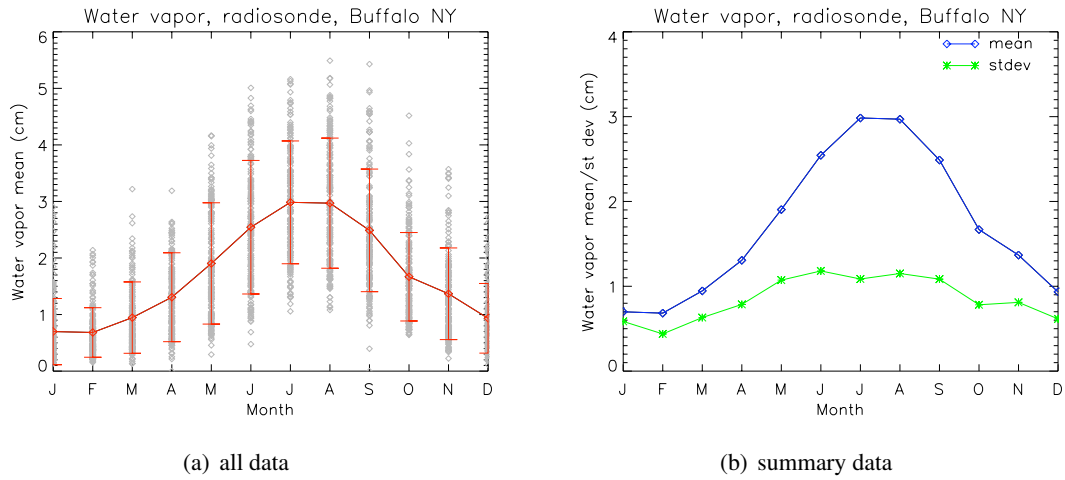 Water vapor, radiosonde, Buffalo NY
6
5
4
3
2
1
0
Water vapor mean (cm)
J F M A M J J A S O N D
Month
(a) all data
Water vapor, radiosonde, Buffalo NY
mean
stdev
4
3
2
1
0
Water vapor mean/st dev (cm)
J F M A M J J A S O N D
Month
(b) summary data